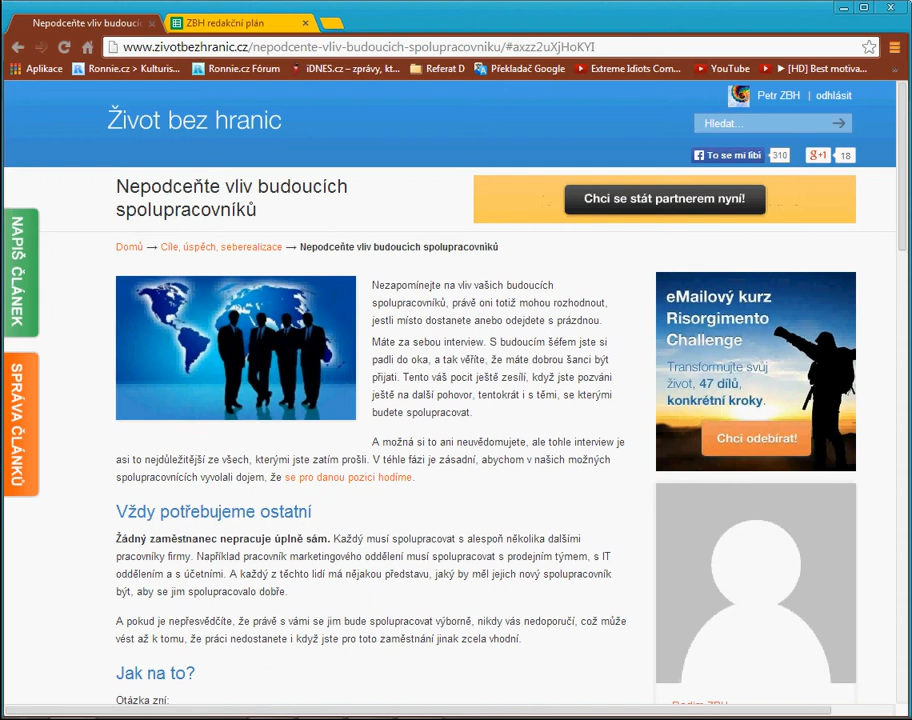 Nepodceňte vliv budoucí
ZBH redakční plán
www.zivotbezhranic.cz/nepodcente-vliv-budoucich-spolupracovniku/#axzz2uXjHoKYI
Aplikace
Ronnie.cz > Kulturis...
Ronnie.cz Fórum
iDNES.cz – zprávy, kt...
Referat D
Překladač Google
Extreme Idiots Com...
YouTube
► [HD] Best motiva...
Petr ZBH | odhlásit
Život bez hranic
Hledat...
To se mi líbí 310
g+1 18
Nepodceňte vliv budoucích
spolupracovníků
Chci se stát partnerem nyní!
NAPIŠ ČLÁNEK
SPRÁVA ČLÁNKŮ
Domů → Cíle, úspěch, seberealizace → Nepodceňte vliv budoucích spolupracovníků
Nezapomínejte na vliv vašich budoucích
spolupracovníků, právě oni totiž mohou rozhodnout,
jestli místo dostanete anebo odejdete s prázdnou.
Máte za sebou interview. S budoucím šéfem jste si
padli do oka, a tak věříte, že máte dobrou šanci být
přijati. Tento váš pocit ještě zesílí, když jste pozváni
ještě na další pohovor, tentokrát i s těmi, se kterými
budete spolupracovat.
A možná si to ani neuvědomujete, ale tohle interview je
asi to nejdůležitější ze všech, kterými jste zatím prošli. V téhle fázi je zásadní, abychom v našich možných
spolupracovnících vyvolali dojem, že se pro danou pozici hodíme.
eMailový kurz
Risorgimento
Challenge
Transformujte svůj
život, 47 dílů,
konkrétní kroky.
Chci odebírat!
Vždy potřebujeme ostatní
Žádný zaměstnanec nepracuje úplně sám. Každý musí spolupracovat s alespoň několika dalšími
pracovníky firmy. Například pracovník marketingového oddělení musí spolupracovat s prodejním týmem, s IT
oddělením a s účetními. A každý z těchto lidí má nějakou představu, jaký by měl jejich nový spolupracovník
být, aby se jim spolupracovalo dobře.
A pokud je nepřesvědčíte, že právě s vámi se jim bude spolupracovat výborně, nikdy vás nedoporučí, což může
vést až k tomu, že práci nedostanete i když jste pro toto zaměstnání jinak zcela vhodní.
Jak na to?
Otázka zní: